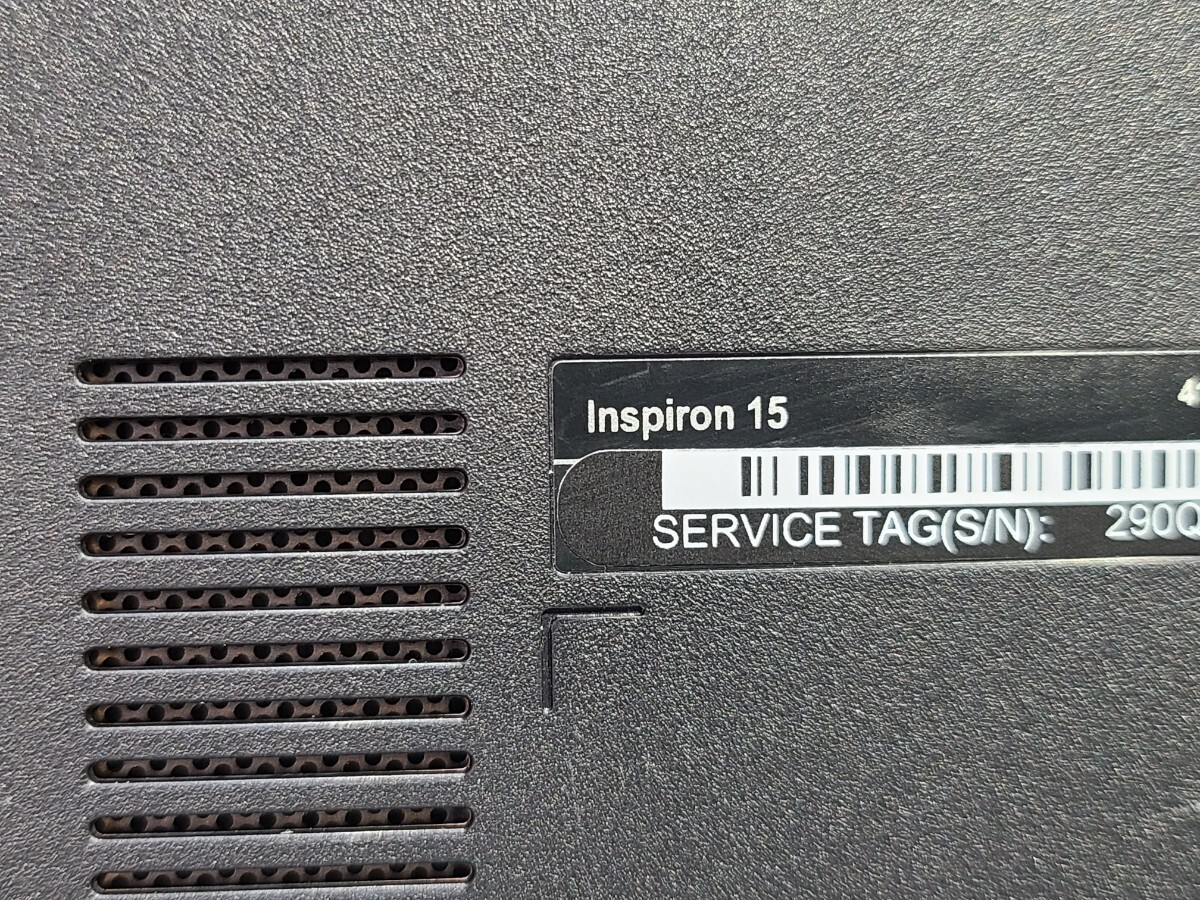 Inspiron 15
SERVICE TAG(S/N): 290Q